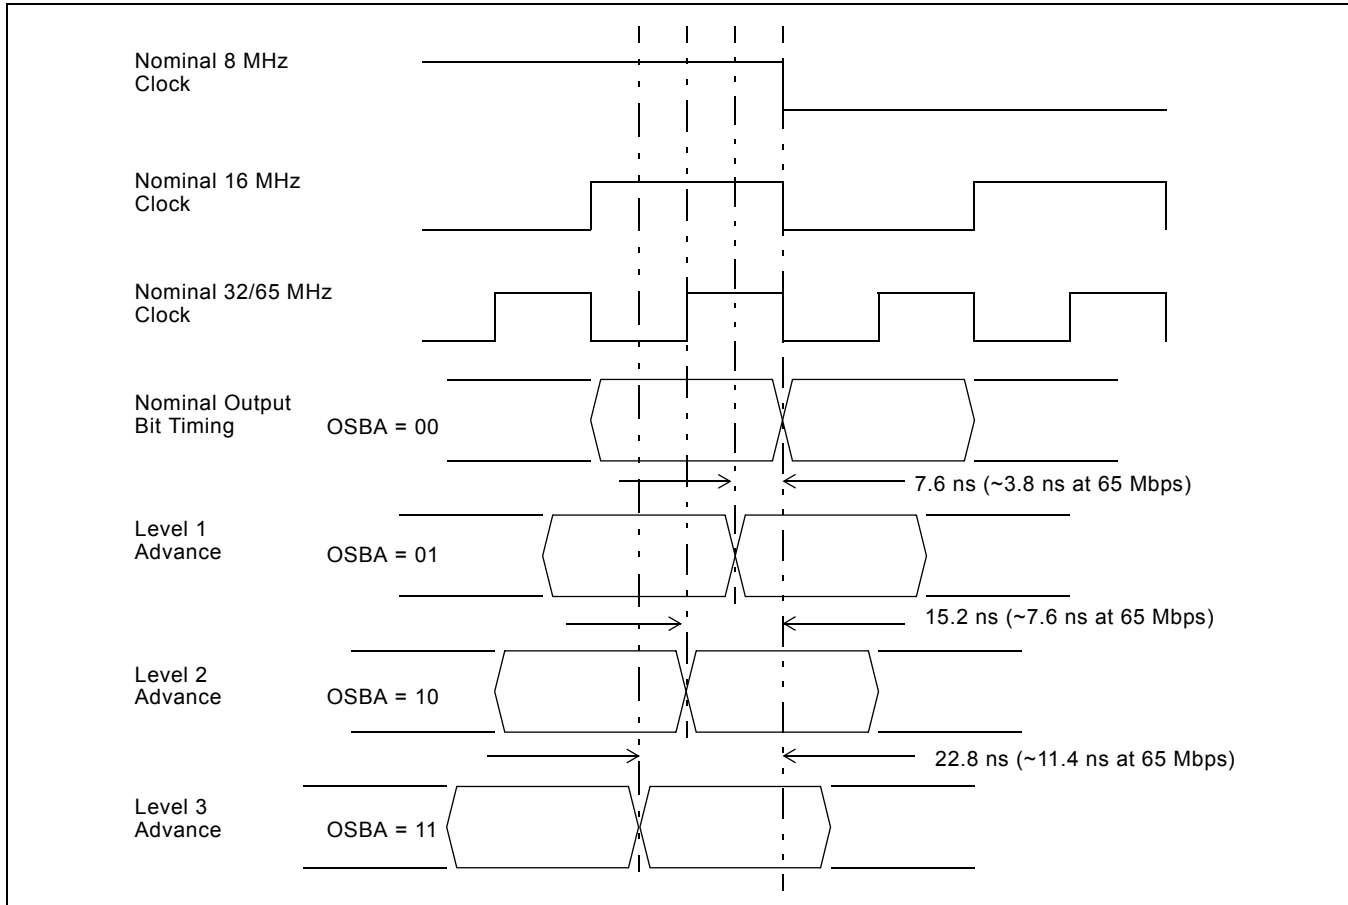 Nominal 8 MHz
Clock
Nominal 16 MHz
Clock
Nominal 32/65 MHz
Clock
Nominal Output
Bit Timing
OSBA = 00
7.6 ns (~3.8 ns at 65 Mbps)
Level 1
Advance
OSBA = 01
15.2 ns (~7.6 ns at 65 Mbps)
Level 2
Advance
OSBA = 10
22.8 ns (~11.4 ns at 65 Mbps)
Level 3
Advance
OSBA = 11